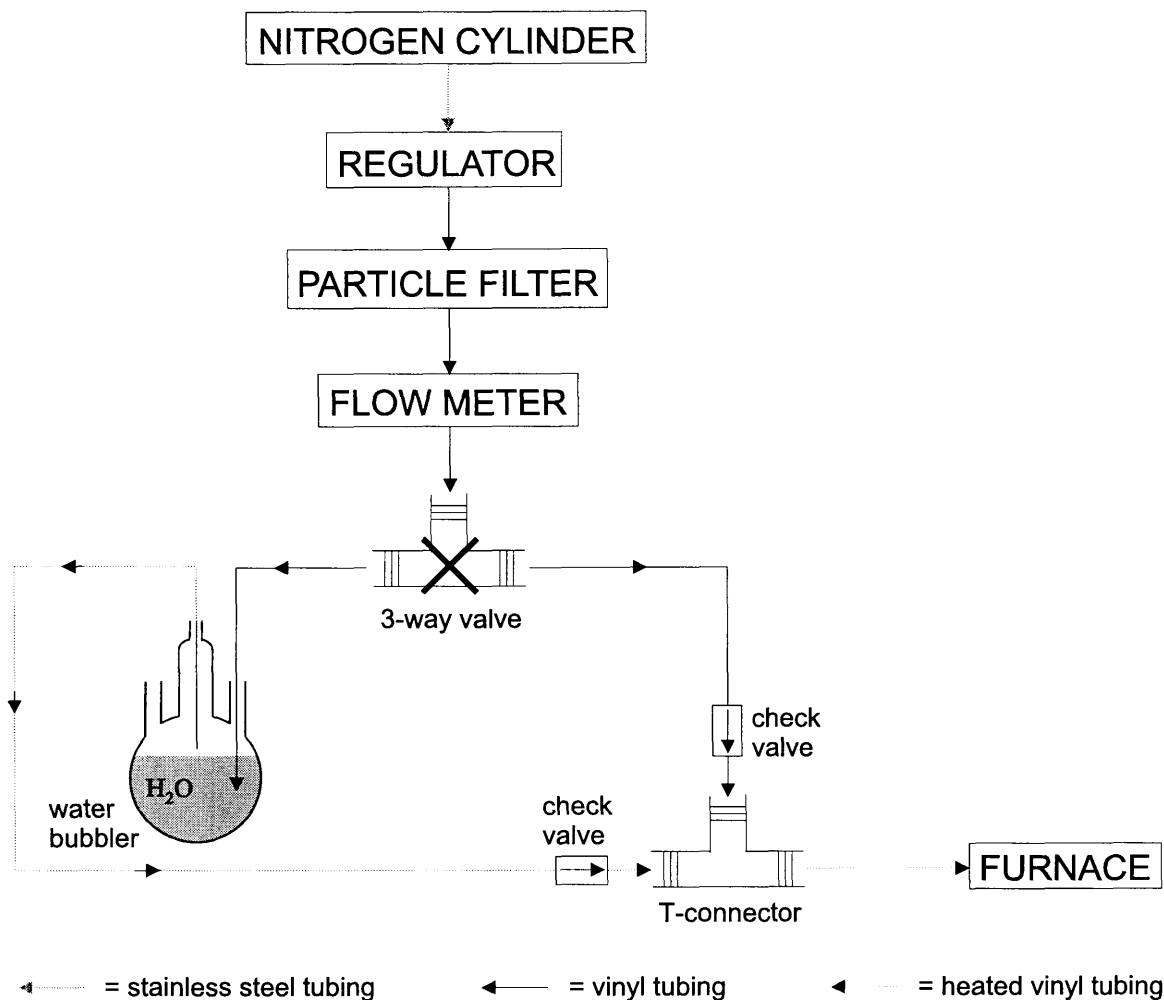 NITROGEN CYLINDER
REGULATOR
PARTICLE FILTER
FLOW METER
3-way valve
check
valve
H₂O
water
bubbler
check
valve
T-connector
FURNACE
= stainless steel tubing
= vinyl tubing
= heated vinyl tubing